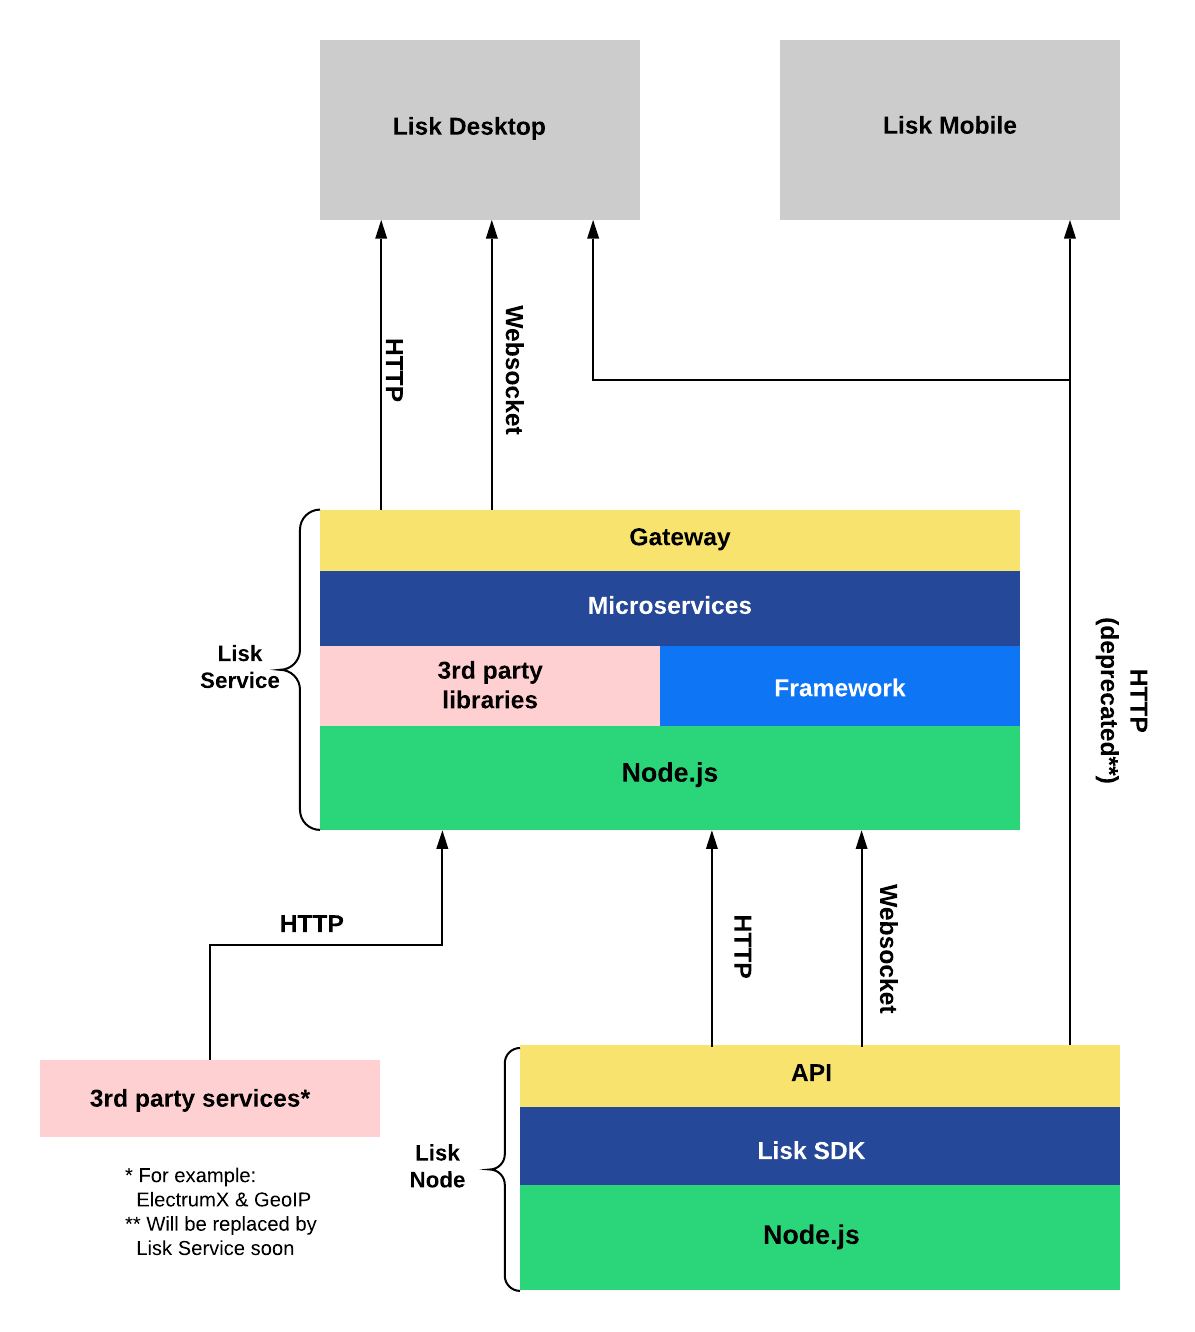 Lisk Desktop
Lisk Mobile
HTTP
Websocket
Gateway
Microservices
Lisk
Service
3rd party
libraries
Framework
Node.js
HTTP
(deprecated**)
HTTP
HTTP
Websocket
3rd party services*
API
Lisk SDK
Lisk
Node
Node.js
* For example:
ElectrumX & GeoIP
** Will be replaced by
Lisk Service soon